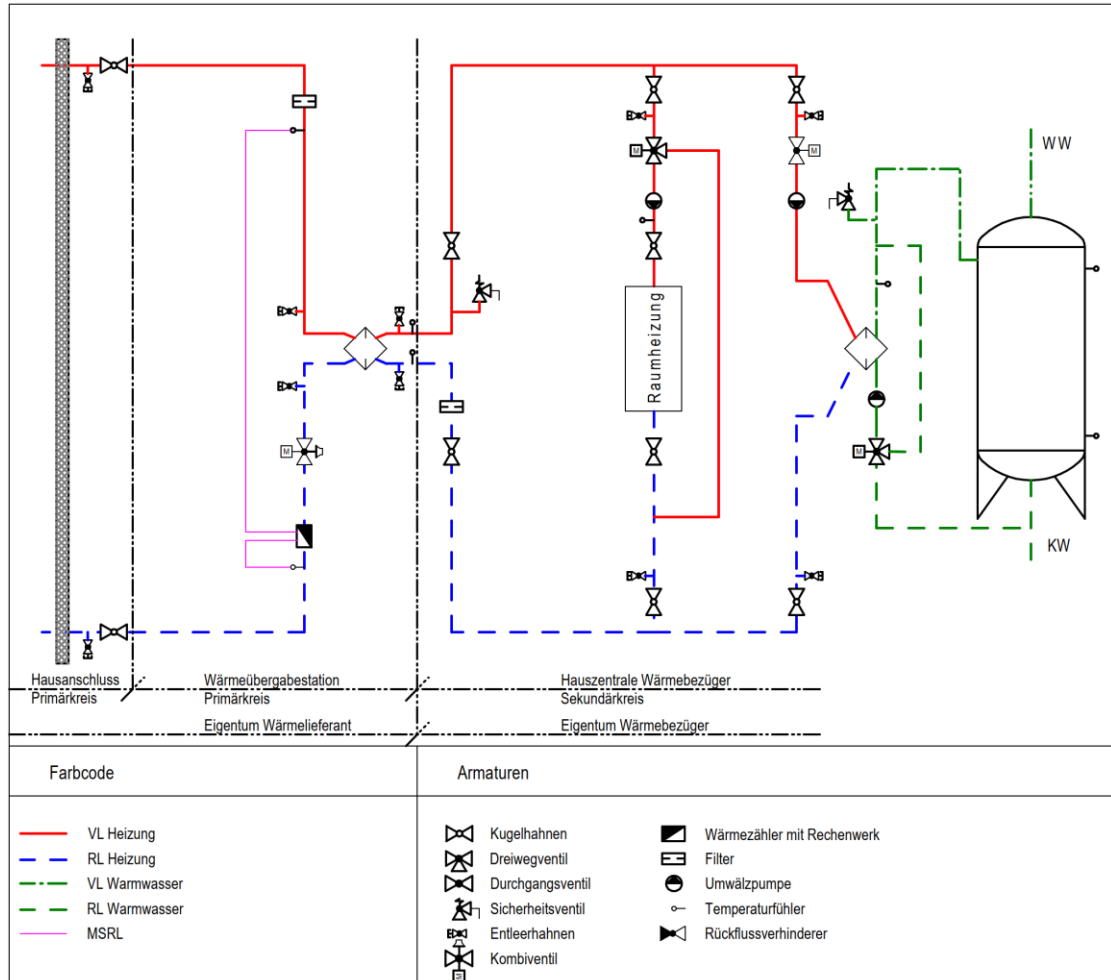 WW
Raumheizung
M
M
M
M
KW
Hausanschluss
Primärkreis
Wärmeübergabestation
Primärkreis
Hauszentrale Wärmebezüger
Sekundärkreis
Eigentum Wärmelieferant
Eigentum Wärmebezüger
Farbcode
Armaturen
VL Heizung
RL Heizung
VL Warmwasser
RL Warmwasser
MSRL
Kugelhahnen
Dreiwegventil
Durchgangsventil
Sicherheitsventil
Entleerhahnen
Kombiventil
M
Wärmezähler mit Rechenwerk
Filter
Umwälzpumpe
Temperaturfühler
Rückflussverhinderer